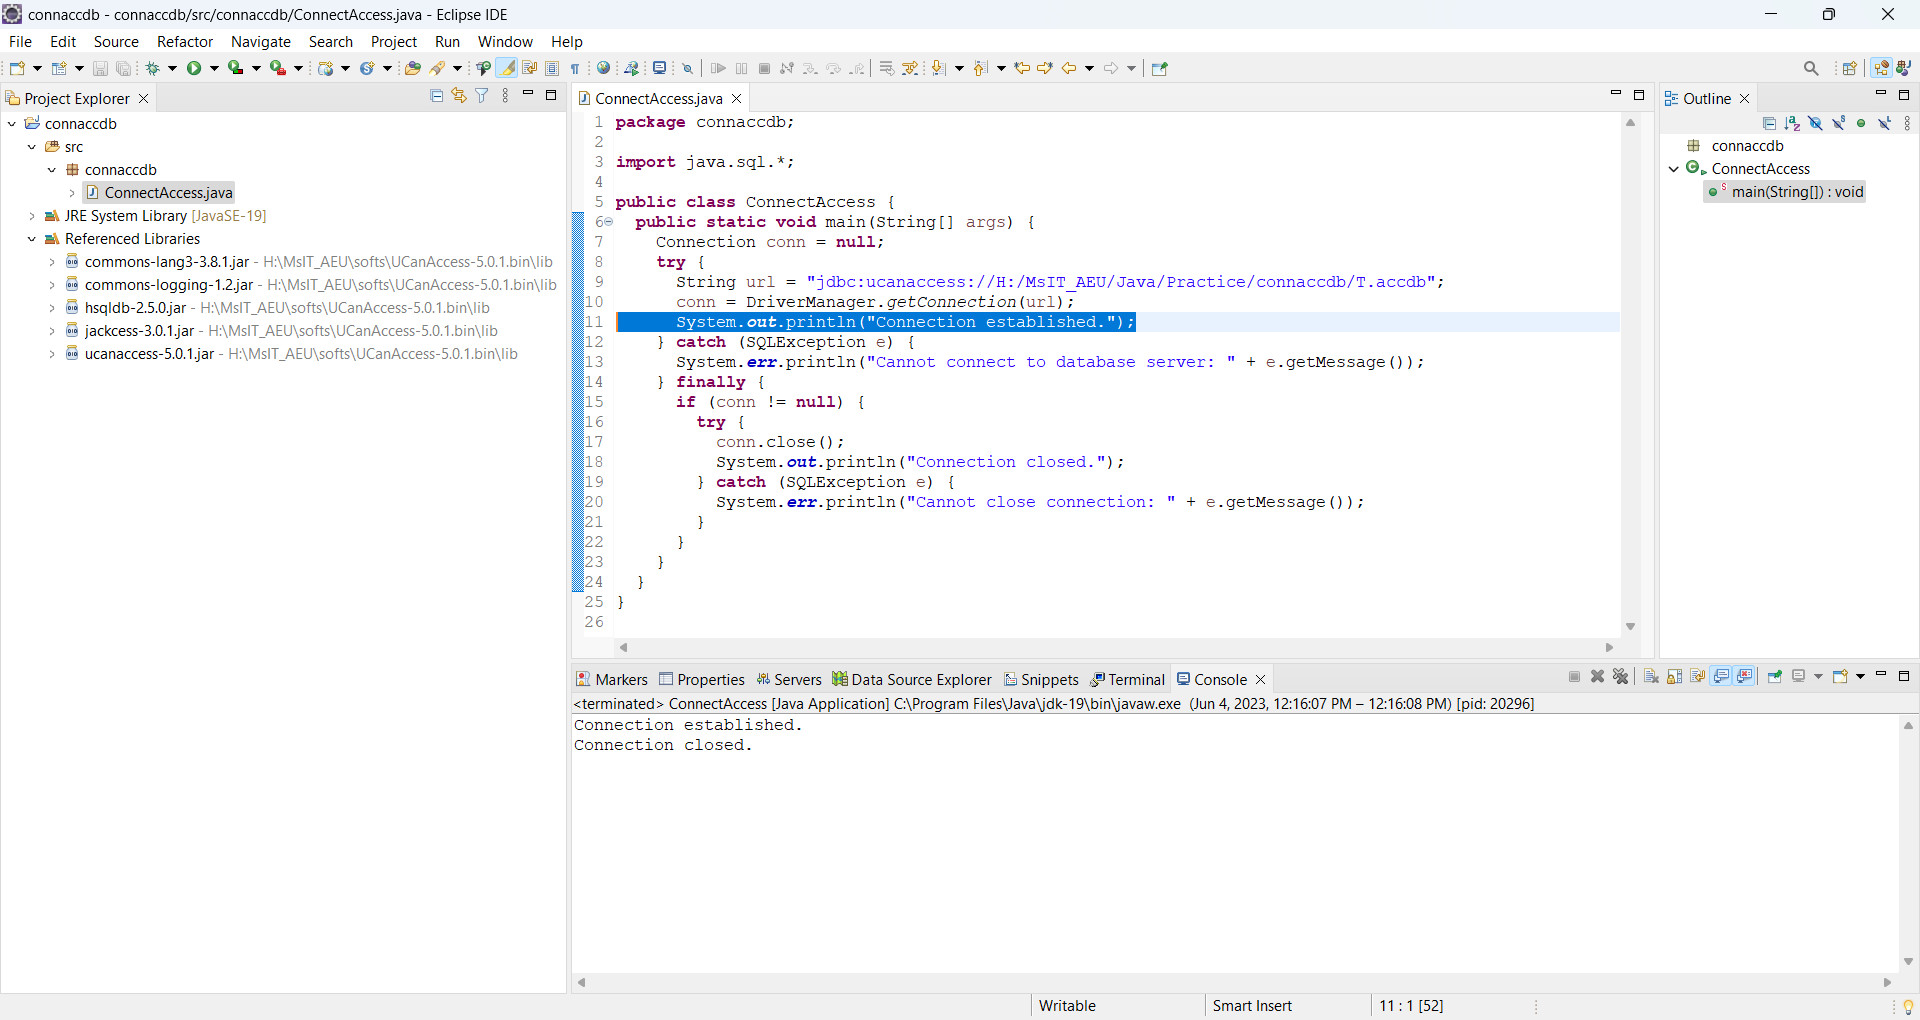 connaccdb - connaccdb/src/connaccdb/ConnectAccess.java - Eclipse IDE
File Edit Source Refactor Navigate Search Project Run Window Help
Project Explorer
connaccdb
src
connaccdb
ConnectAccess.java
JRE System Library [JavaSE-19]
Referenced Libraries
commons-lang3-3.8.1.jar - H:\MsIT_AEU\softs\UCanAccess-5.0.1.bin\lib
commons-logging-1.2.jar - H:\MsIT_AEU\softs\UCanAccess-5.0.1.bin\lib
hsqldb-2.5.0.jar - H:\MsIT_AEU\softs\UCanAccess-5.0.1.bin\lib
jackcess-3.0.1.jar - H:\MsIT_AEU\softs\UCanAccess-5.0.1.bin\lib
ucanaccess-5.0.1.jar - H:\MsIT_AEU\softs\UCanAccess-5.0.1.bin\lib
ConnectAccess.java
1 package connaccdb;
2
3 import java.sql.*;
4
5 public class ConnectAccess {
6 public static void main(String[] args) {
7 Connection conn = null;
8 try {
9 String url = "jdbc:ucanaccess://H:/MsIT_AEU/Java/Practice/connaccdb/T.accdb";
10 conn = DriverManager.getConnection(url);
11 System.out.println("Connection established.");
12 } catch (SQLException e) {
13 System.err.println("Cannot connect to database server: " + e.getMessage());
14 } finally {
15 if (conn != null) {
16 try {
17 conn.close();
18 System.out.println("Connection closed.");
19 } catch (SQLException e) {
20 System.err.println("Cannot close connection: " + e.getMessage());
21 }
22 }
23 }
24 }
25 }
26
Outline
connaccdb
ConnectAccess
main(String[]) : void
Markers Properties Servers Data Source Explorer Snippets Terminal Console
<terminated> ConnectAccess [Java Application] C:\Program Files\Java\jdk-19\bin\javaw.exe (Jun 4, 2023, 12:16:07 PM – 12:16:08 PM) [pid: 20296]
Connection established.
Connection closed.
Writable Smart Insert 11 : 1 [52]